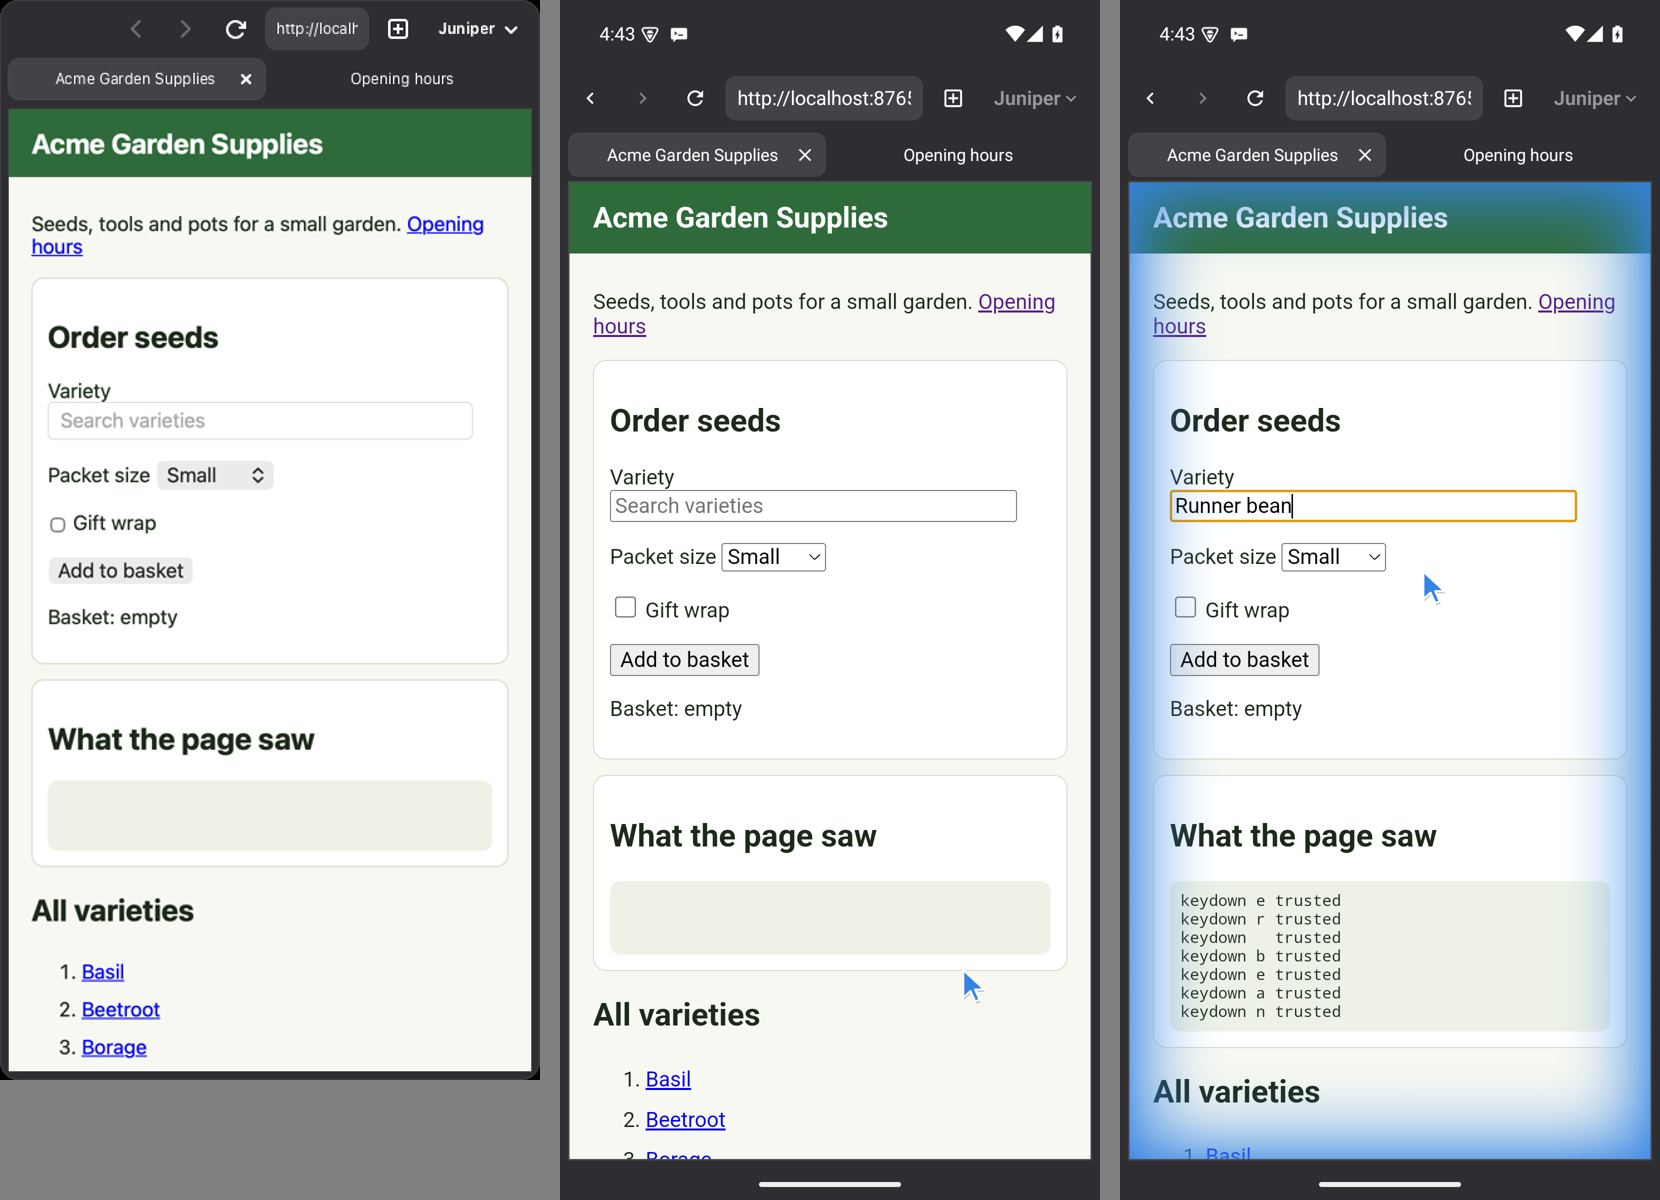 http://localh
Juniper
Acme Garden Supplies
Opening hours
Acme Garden Supplies
Seeds, tools and pots for a small garden. Opening
hours
Order seeds
Variety
Search varieties
Packet size Small
Gift wrap
Add to basket
Basket: empty
What the page saw
All varieties
1. Basil
2. Beetroot
3. Borage
4:43
http://localhost:8765
Juniper
Acme Garden Supplies
Opening hours
Acme Garden Supplies
Seeds, tools and pots for a small garden. Opening
hours
Order seeds
Variety
Search varieties
Packet size Small
Gift wrap
Add to basket
Basket: empty
What the page saw
All varieties
1. Basil
2. Beetroot
3. Borage
4:43
http://localhost:8765
Juniper
Acme Garden Supplies
Opening hours
Acme Garden Supplies
Seeds, tools and pots for a small garden. Opening
hours
Order seeds
Variety
Runner bean
Packet size Small
Gift wrap
Add to basket
Basket: empty
What the page saw
keydown e trusted
keydown r trusted
keydown   trusted
keydown b trusted
keydown e trusted
keydown a trusted
keydown n trusted
All varieties
1. Basil